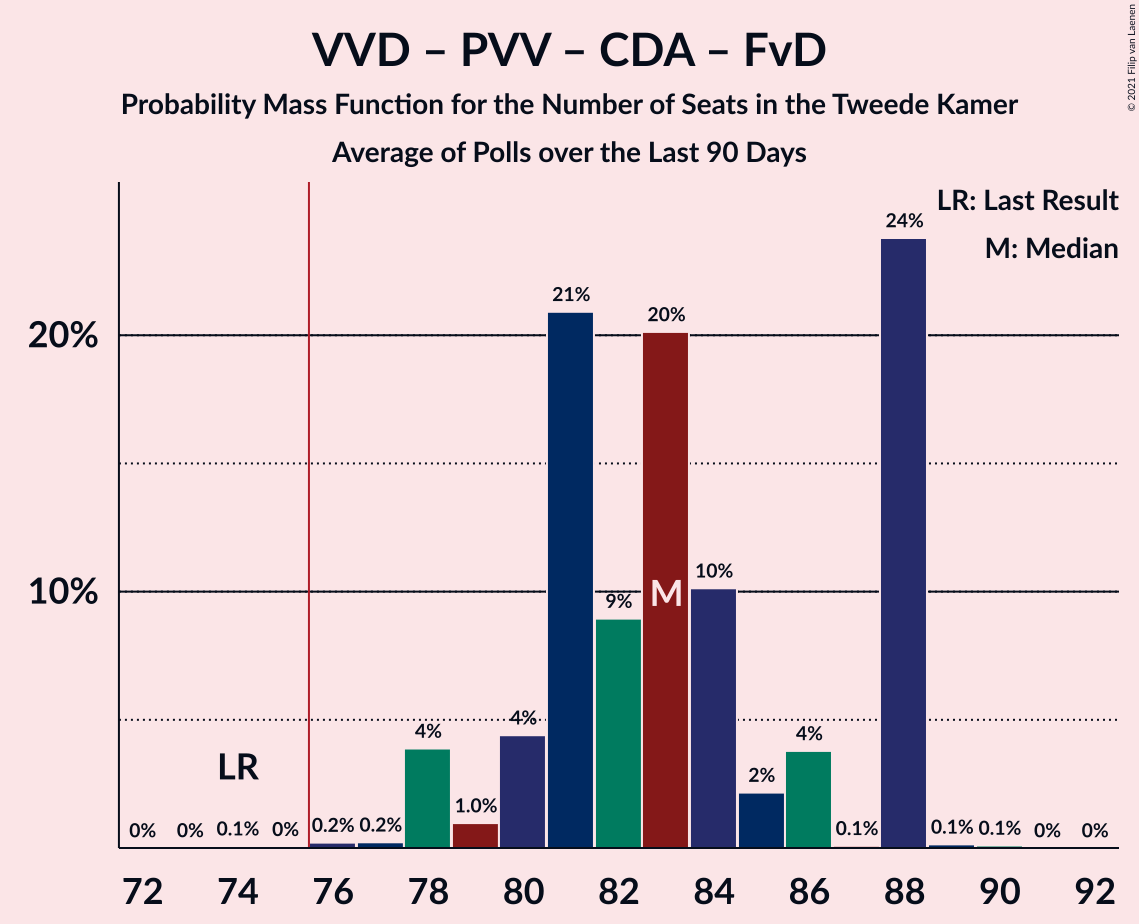 VVD – PVV – CDA – FvD
Probability Mass Function for the Number of Seats in the Tweede Kamer
Average of Polls over the Last 90 Days
© 2021 Filip van Laenen
LR: Last Result
M: Median
20%
10%
0% 0% 0.1% 0% 0.2% 0.2% 4% 1.0% 4% 21% 9% 20% 10% 2% 4% 0.1% 24% 0.1% 0.1% 0% 0%
LR
M
72 74 76 78 80 82 84 86 88 90 92